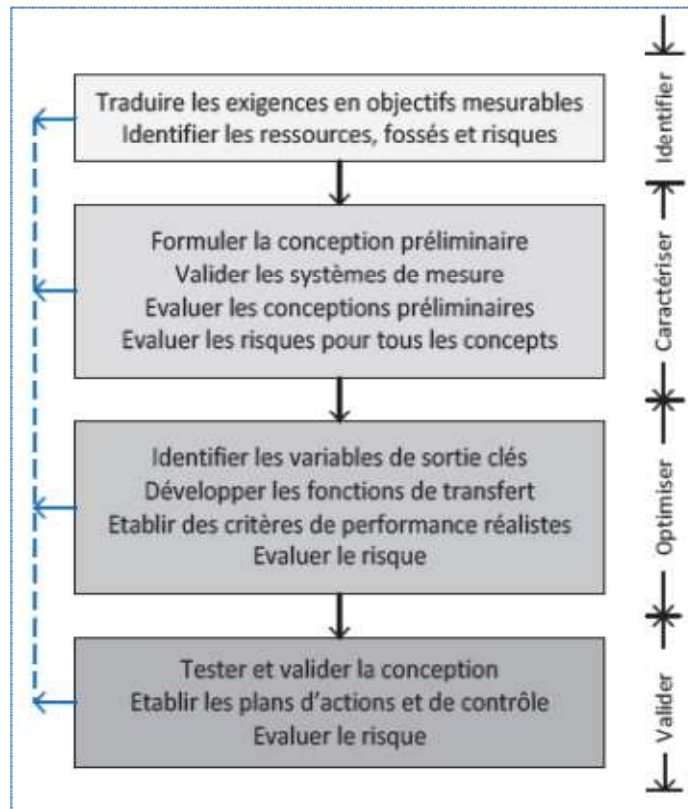 Traduire les exigences en objectifs mesurables
Identifier les ressources, fossés et risques
Identifier
Formuler la conception préliminaire
Valider les systèmes de mesure
Evaluer les conceptions préliminaires
Evaluer les risques pour tous les concepts
Caractériser
Identifier les variables de sortie clés
Développer les fonctions de transfert
Etablir des critères de performance réalistes
Evaluer le risque
Optimiser
Tester et valider la conception
Etablir les plans d'actions et de contrôle
Evaluer le risque
Valider